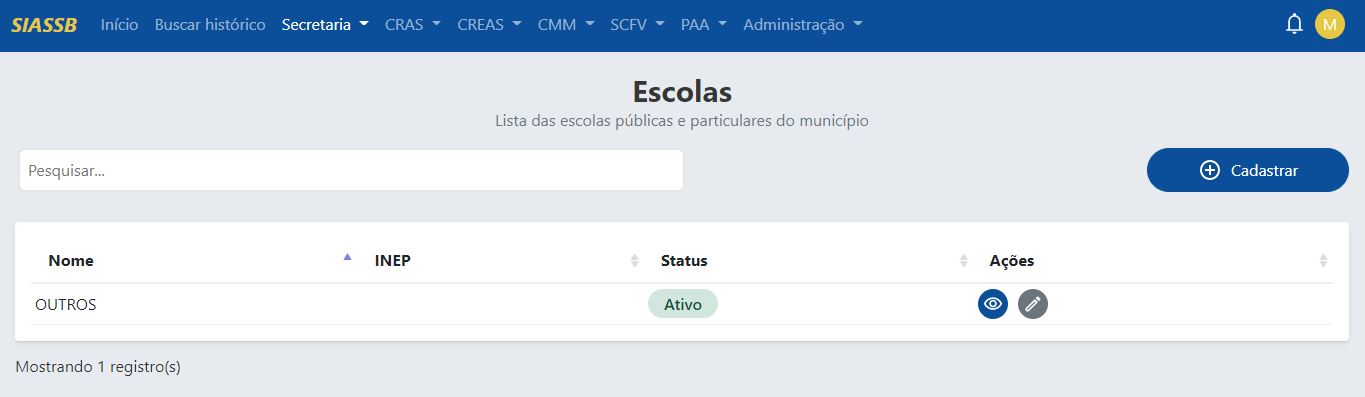 SIASSB Início Buscar histórico Secretaria CRAS CREAS CMM SCFV PAA Administração M
Escolas
Lista das escolas públicas e particulares do município
Pesquisar... Cadastrar
Nome INEP Status Ações
OUTROS Ativo
Mostrando 1 registro(s)